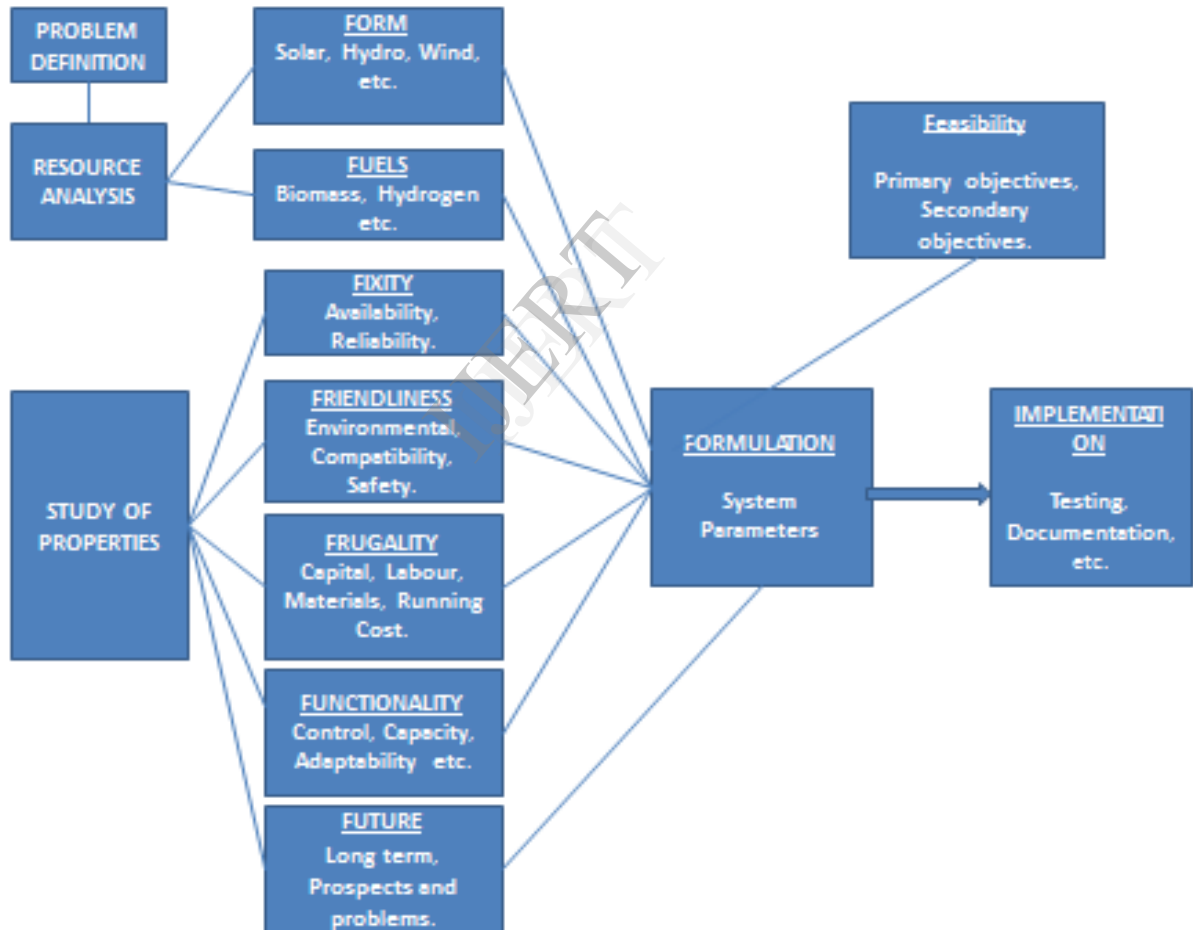 PROBLEM
DEFINITION
RESOURCE
ANALYSIS
FORM
Solar, Hydro, Wind,
etc.
FUELS
Biomass, Hydrogen
etc.
STUDY OF
PROPERTIES
FIXITY
Availability,
Reliability.
FRIENDLINESS
Environmental,
Compatibility,
Safety.
FRUGALITY
Capital, Labour,
Materials, Running
Cost.
FUNCTIONALITY
Control, Capacity,
Adaptability etc.
FUTURE
Long term,
Prospects and
problems.
Feasibility
Primary objectives,
Secondary
objectives.
FORMULATION
System
Parameters
IMPLEMENTATI
ON
Testing,
Documentation,
etc.
IJERT